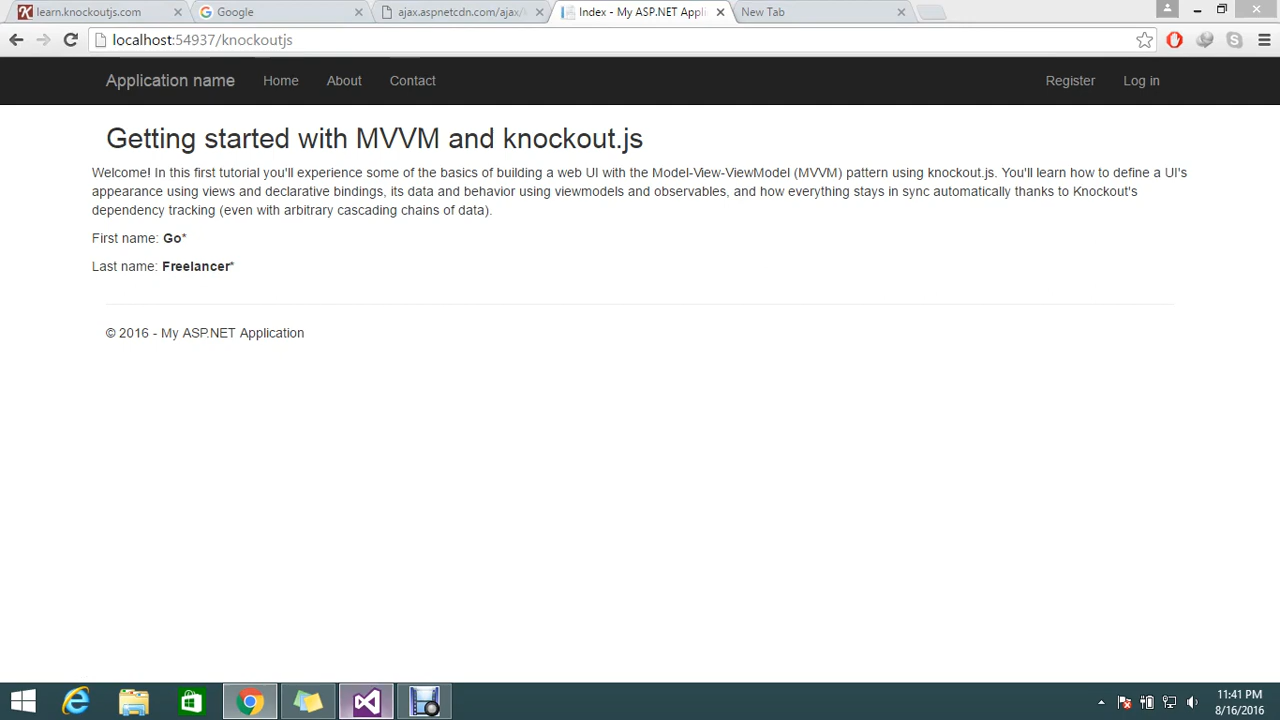 learn.knockoutjs.com
Google
ajax.aspnetcdn.com/ajax/
Index - My ASP.NET Appli
New Tab
localhost:54937/knockoutjs
Application name
Home
About
Contact
Register
Log in
Getting started with MVVM and knockout.js
Welcome! In this first tutorial you'll experience some of the basics of building a web UI with the Model-View-ViewModel (MVVM) pattern using knockout.js. You'll learn how to define a UI's
appearance using views and declarative bindings, its data and behavior using viewmodels and observables, and how everything stays in sync automatically thanks to Knockout's
dependency tracking (even with arbitrary cascading chains of data).
First name: Go*
Last name: Freelancer*
© 2016 - My ASP.NET Application
11:41 PM
8/16/2016